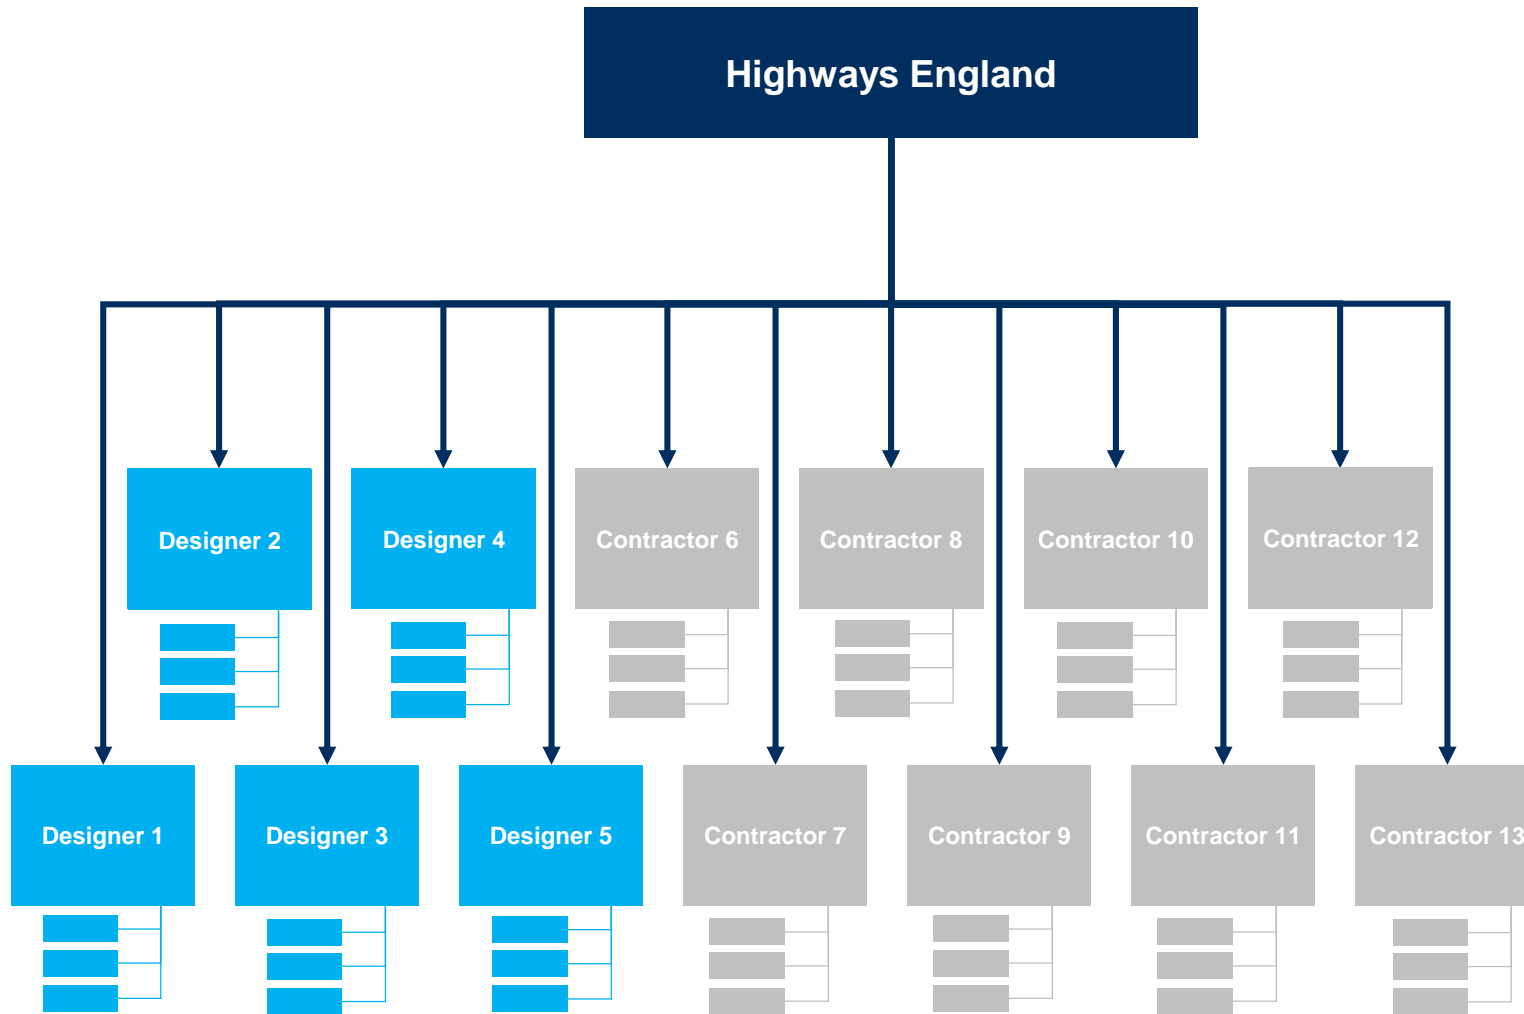 Highways England
Designer 2
Designer 4
Contractor 6
Contractor 8
Contractor 10
Contractor 12
Designer 1
Designer 3
Designer 5
Contractor 7
Contractor 9
Contractor 11
Contractor 13